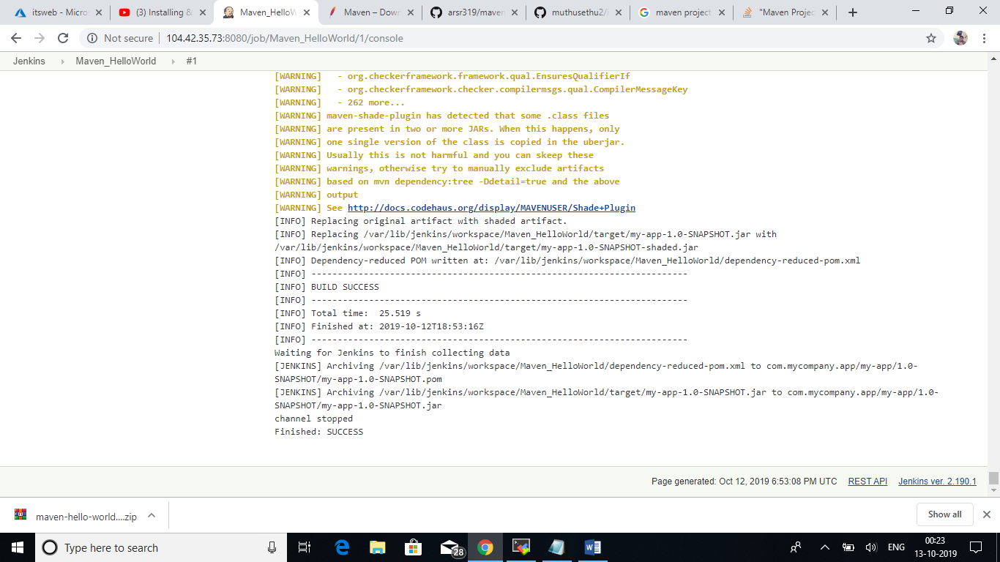 itsweb - Micros
(3) Installing &
Maven_HelloW
Maven – Down
arsr319/maven
muthusethu2/
maven project
"Maven Projec
Not secure
104.42.35.73:8080/job/Maven_HelloWorld/1/console
Jenkins
Maven_HelloWorld
#1
[WARNING]   - org.checkerframework.framework.qual.EnsuresQualifierIf
[WARNING]   - org.checkerframework.checker.compilermsgs.qual.CompilerMessageKey
[WARNING]   - 262 more...
[WARNING] maven-shade-plugin has detected that some .class files
[WARNING] are present in two or more JARs. When this happens, only
[WARNING] one single version of the class is copied in the uberjar.
[WARNING] Usually this is not harmful and you can skeep these
[WARNING] warnings, otherwise try to manually exclude artifacts
[WARNING] based on mvn dependency:tree -Ddetail=true and the above
[WARNING] output
[WARNING] See http://docs.codehaus.org/display/MAVENUSER/Shade+Plugin
[INFO] Replacing original artifact with shaded artifact.
[INFO] Replacing /var/lib/jenkins/workspace/Maven_HelloWorld/target/my-app-1.0-SNAPSHOT.jar with
/var/lib/jenkins/workspace/Maven_HelloWorld/target/my-app-1.0-SNAPSHOT-shaded.jar
[INFO] Dependency-reduced POM written at: /var/lib/jenkins/workspace/Maven_HelloWorld/dependency-reduced-pom.xml
[INFO] ------------------------------------------------------------------------
[INFO] BUILD SUCCESS
[INFO] ------------------------------------------------------------------------
[INFO] Total time:  25.519 s
[INFO] Finished at: 2019-10-12T18:53:16Z
[INFO] ------------------------------------------------------------------------
Waiting for Jenkins to finish collecting data
[JENKINS] Archiving /var/lib/jenkins/workspace/Maven_HelloWorld/dependency-reduced-pom.xml to com.mycompany.app/my-app/1.0-
SNAPSHOT/my-app-1.0-SNAPSHOT.pom
[JENKINS] Archiving /var/lib/jenkins/workspace/Maven_HelloWorld/target/my-app-1.0-SNAPSHOT.jar to com.mycompany.app/my-app/1.0-
SNAPSHOT/my-app-1.0-SNAPSHOT.jar
channel stopped
Finished: SUCCESS
Page generated: Oct 12, 2019 6:53:08 PM UTC
REST API
Jenkins ver. 2.190.1
maven-hello-world....zip
Show all
Type here to search
28
ENG
00:23
13-10-2019